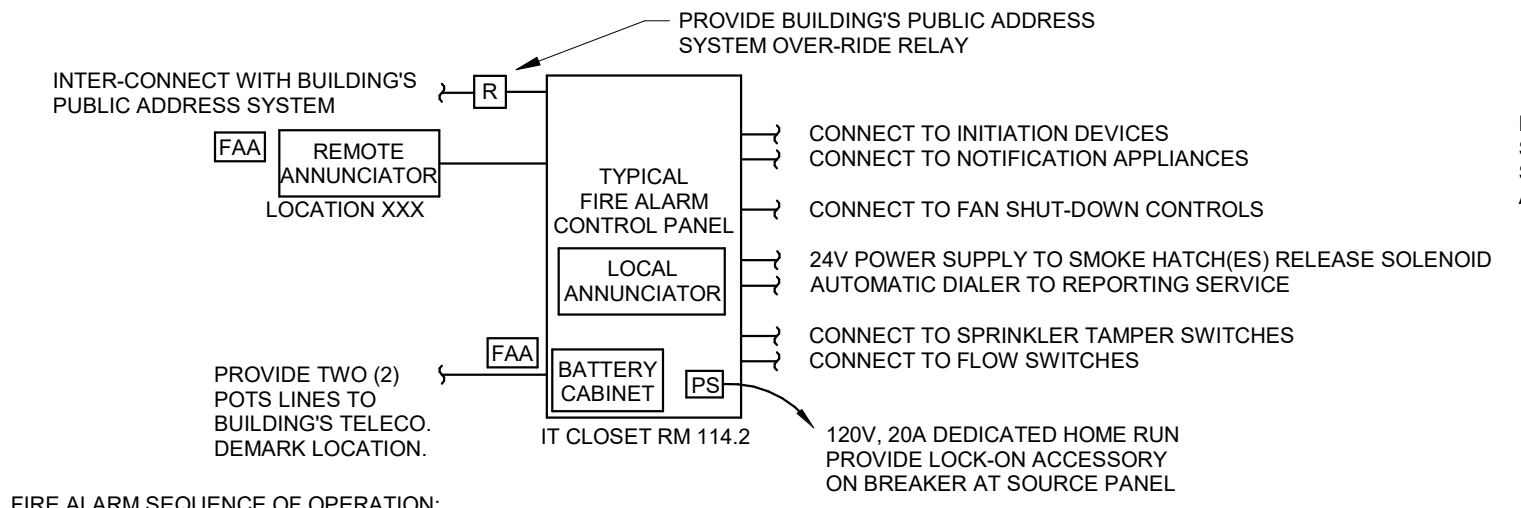 PROVIDE BUILDING'S PUBLIC ADDRESS
SYSTEM OVER-RIDE RELAY
INTER-CONNECT WITH BUILDING'S
PUBLIC ADDRESS SYSTEM
R
FAA
REMOTE
ANNUNCIATOR
LOCATION XXX
TYPICAL
FIRE ALARM
CONTROL PANEL
LOCAL
ANNUNCIATOR
CONNECT TO INITIATION DEVICES
CONNECT TO NOTIFICATION APPLIANCES
CONNECT TO FAN SHUT-DOWN CONTROLS
24V POWER SUPPLY TO SMOKE HATCH(ES) RELEASE SOLENOID
AUTOMATIC DIALER TO REPORTING SERVICE
CONNECT TO SPRINKLER TAMPER SWITCHES
CONNECT TO FLOW SWITCHES
FAA
BATTERY
CABINET
PS
PROVIDE TWO (2)
POTS LINES TO
BUILDING'S TELECO.
DEMARK LOCATION.
IT CLOSET RM 114.2
120V, 20A DEDICATED HOME RUN
PROVIDE LOCK-ON ACCESSORY
ON BREAKER AT SOURCE PANEL
FIRE ALARM SEQUENCE OF OPERATION: